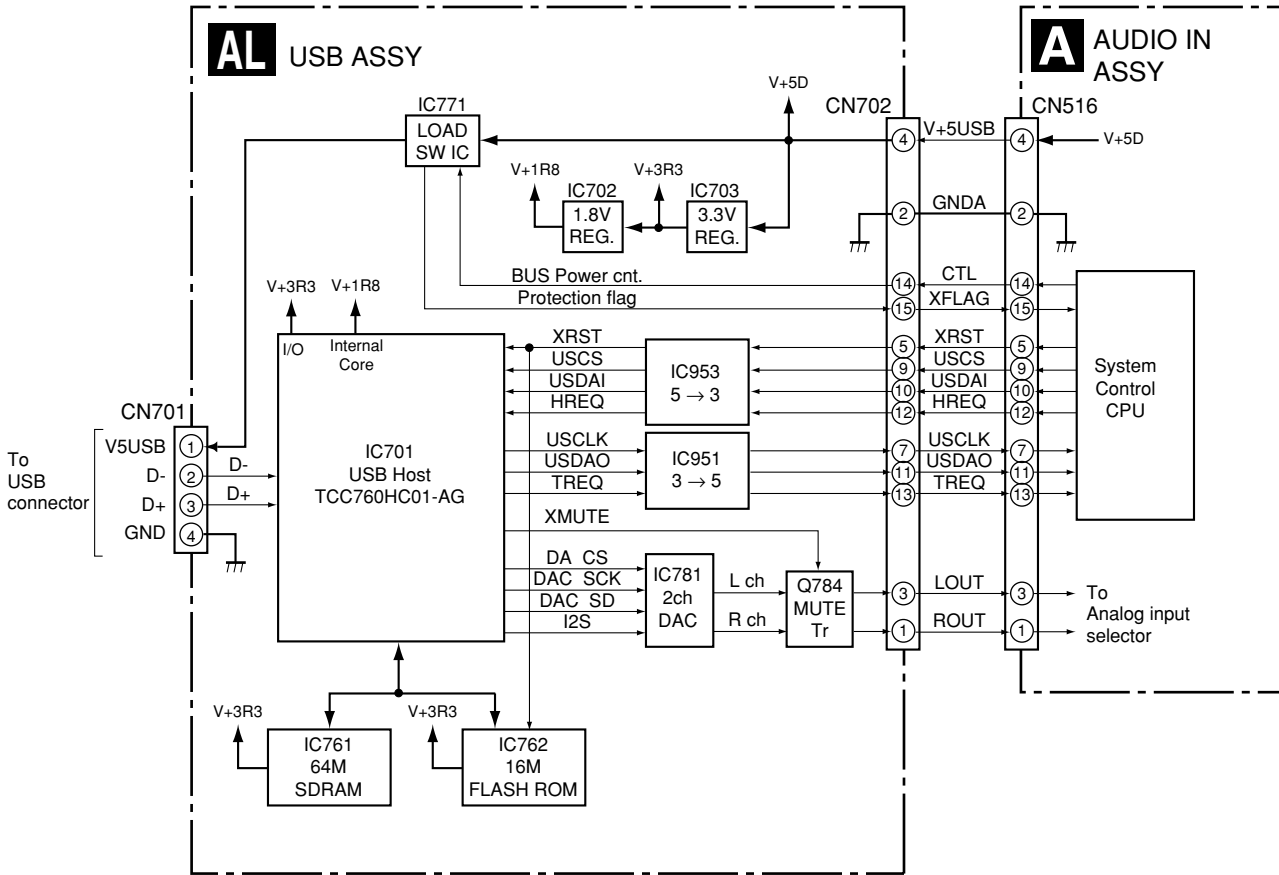 AL USB ASSY
A AUDIO IN
ASSY
V+5D
CN702
CN516
IC771
LOAD
SW IC
4
V+5USB
4
V+5D
V+1R8
IC702
1.8V
REG.
V+3R3
IC703
3.3V
REG.
2
GNDA
2
BUS Power cnt.
14
CTL
14
Protection flag
15
XFLAG
15
V+3R3
V+1R8
I/O
Internal
Core
XRST
USCS
USDAI
HREQ
IC953
5 → 3
5
XRST
5
9
USCS
9
10
USDAI
10
12
HREQ
12
System
Control
CPU
CN701
To
USB
connector
V5USB
1
D-
2
D-
D+
3
D+
GND
4
IC701
USB Host
TCC760HC01-AG
USCLK
USDAO
TREQ
IC951
3 → 5
7
USCLK
7
11
USDAO
11
13
TREQ
13
XMUTE
DA CS
DAC SCK
DAC SD
I2S
IC781
2ch
DAC
L ch
R ch
Q784
MUTE
Tr
3
LOUT
3
1
ROUT
1
To
Analog input
selector
V+3R3
IC761
64M
SDRAM
V+3R3
IC762
16M
FLASH ROM